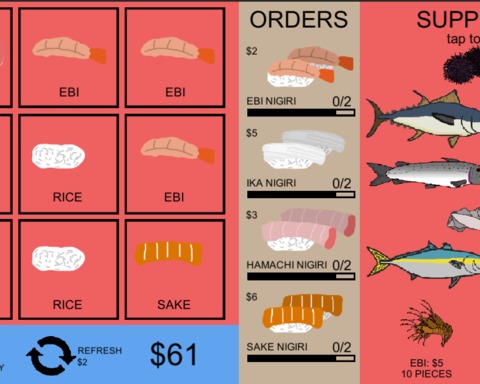 EBI
EBI
RICE
EBI
RICE
SAKE
REFRESH
$2
$61
ORDERS
$2
EBI NIGIRI 0/2
$5
IKA NIGIRI 0/2
$3
HAMACHI NIGIRI 0/2
$6
SAKE NIGIRI 0/2
SUPP
tap to
EBI: $5
10 PIECES